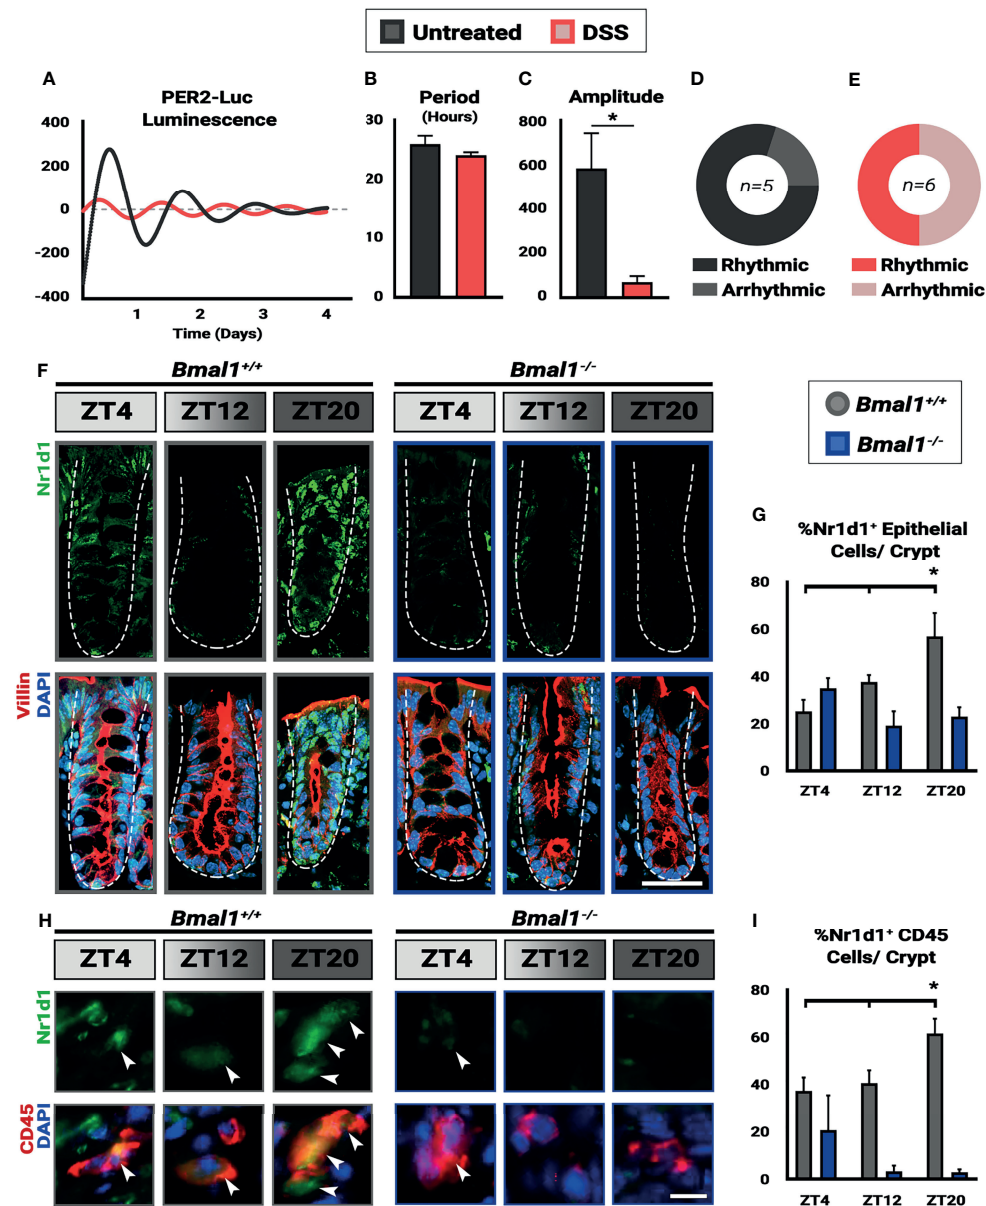 Untreated DSS
A
PER2-Luc
Luminescence
400
200
0
-200
-400
1 2 3 4
Time (Days)
B
Period
(Hours)
30
20
10
0
C
Amplitude
*
800
600
400
200
0
D
n=5
Rhythmic
Arrhythmic
E
n=6
Rhythmic
Arrhythmic
F
Bmal1+/+ Bmal1-/-
ZT4 ZT12 ZT20 ZT4 ZT12 ZT20
Nr1d1
Villin
DAPI
Bmal1+/+
Bmal1-/-
G
%Nr1d1+ Epithelial
Cells/ Crypt
*
80
60
40
20
0
ZT4 ZT12 ZT20
H
Bmal1+/+ Bmal1-/-
ZT4 ZT12 ZT20 ZT4 ZT12 ZT20
Nr1d1
CD45
DAPI
I
%Nr1d1+ CD45
Cells/ Crypt
*
80
60
40
20
0
ZT4 ZT12 ZT20